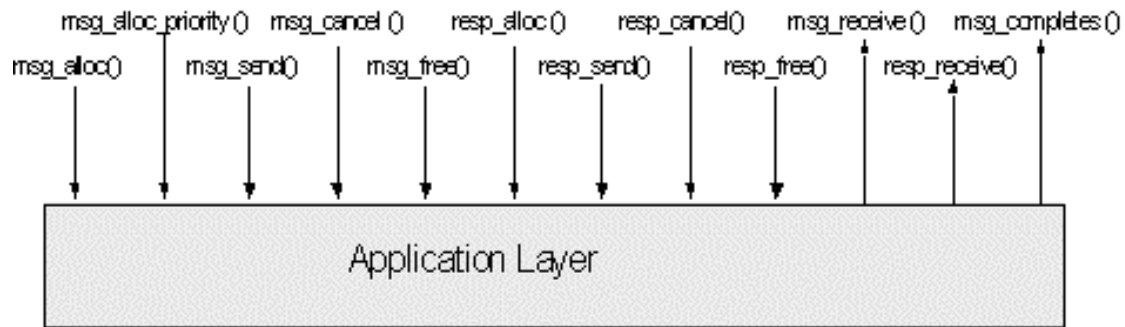 msg_alloc_priority() msg_cancel () resp_alloc () resp_cancel() msg_receive () msg_completes ()
msg_alloc() msg_send() msg_free() resp_send() resp_free() resp_receive()
Application Layer